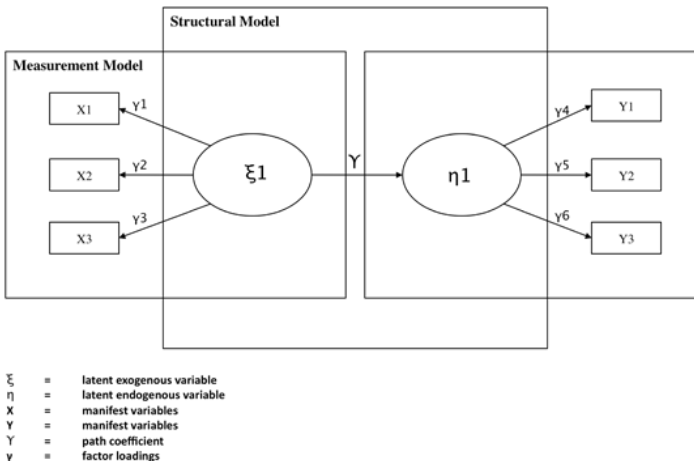 Structural Model
Measurement Model
X1
γ1
X2
γ2
X3
γ3
ξ1
ϒ
η1
γ4
Y1
γ5
Y2
γ6
Y3
ξ = latent exogenous variable
η = latent endogenous variable
X = manifest variables
Y = manifest variables
ϒ = path coefficient
γ = factor loadings